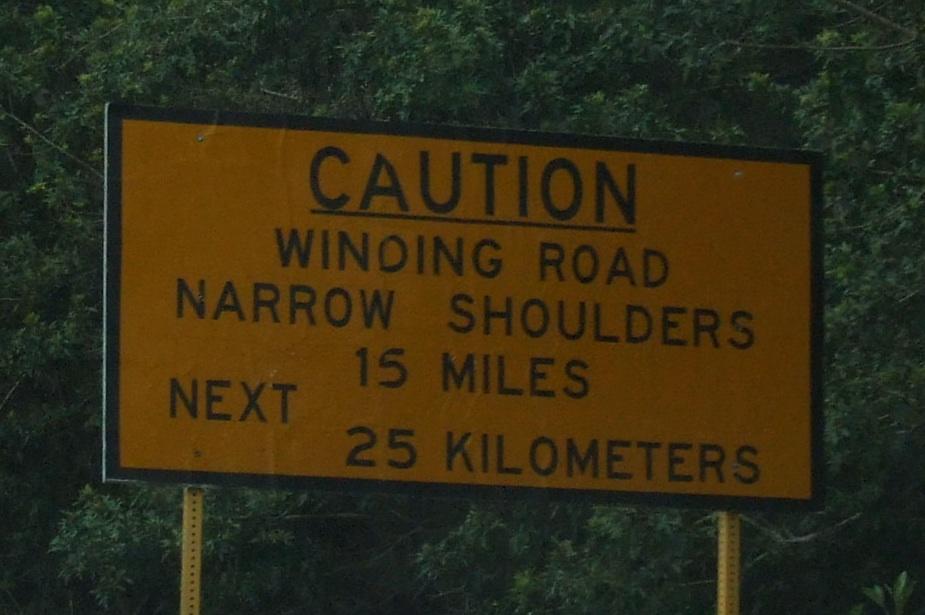 CAUTION
WINDING ROAD
NARROW SHOULDERS
15 MILES
NEXT
25 KILOMETERS